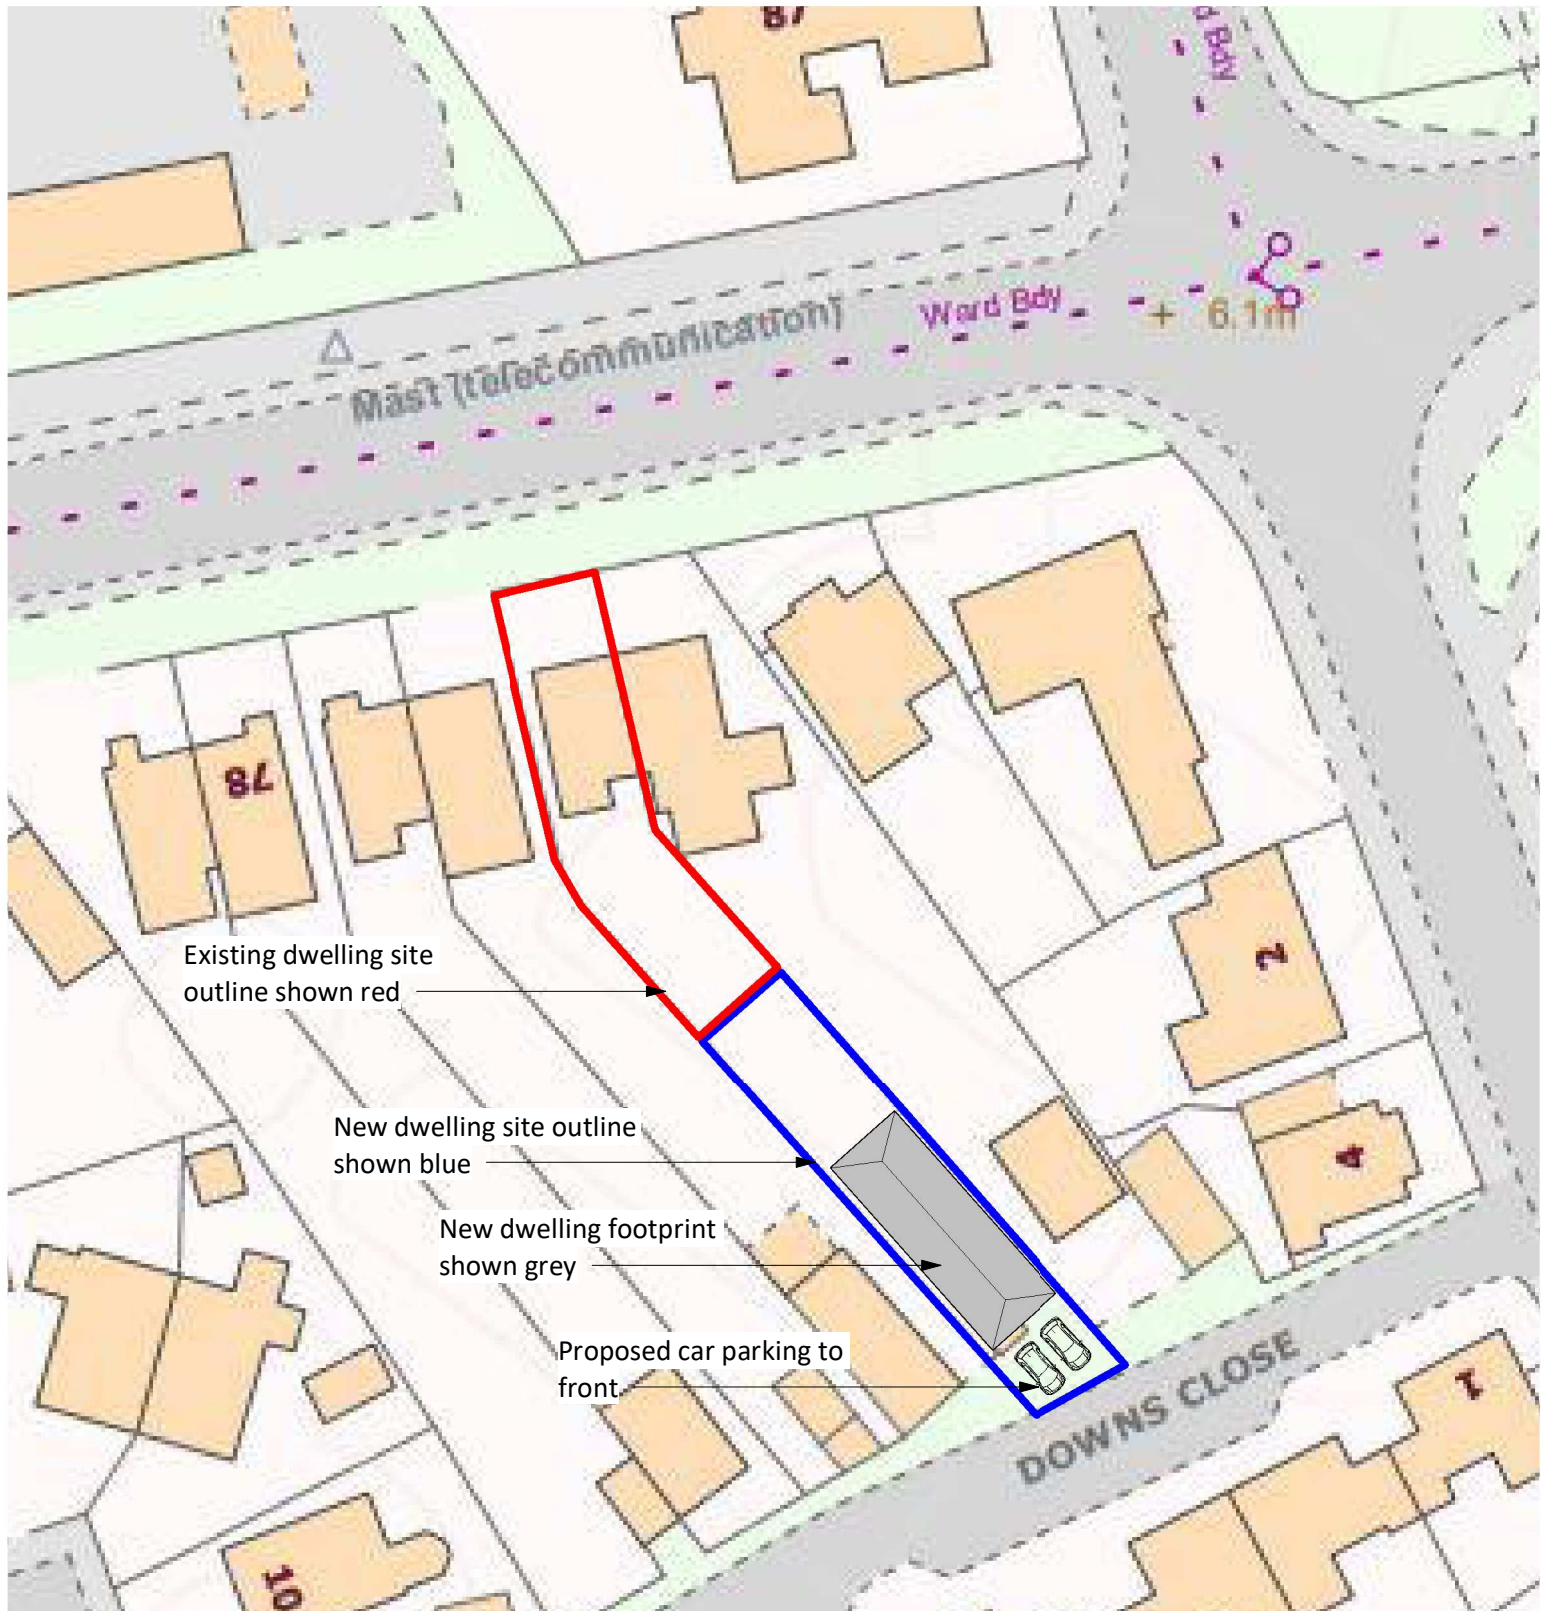 87
d Bdy
Ward Bdy
+ 6.1m
Mast (telecommunication)
78
Existing dwelling site
outline shown red
2
New dwelling site outline
shown blue
4
New dwelling footprint
shown grey
Proposed car parking to
front
DOWNS CLOSE
1
10